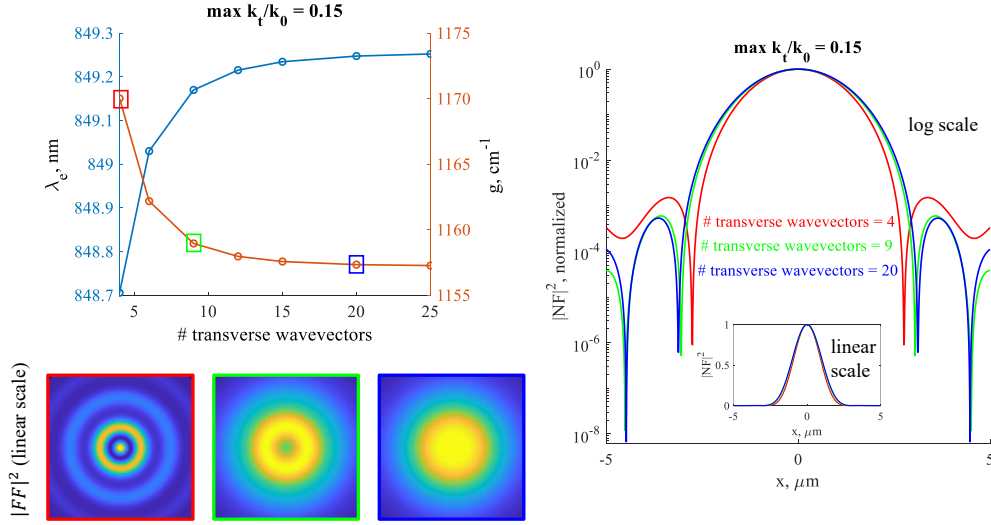 max k_t/k_0 = 0.15
849.3
849.2
849.1
849
848.9
848.8
848.7
λ_e, nm
1175
1170
1165
1160
1155
g, cm^-1
5
10
15
20
25
# transverse wavevectors
|FF|^2 (linear scale)
max k_t/k_0 = 0.15
10^0
10^-2
10^-4
10^-6
10^-8
|NF|^2, normalized
log scale
# transverse wavevectors = 4
# transverse wavevectors = 9
# transverse wavevectors = 20
1
0.5
0
|NF|^2
linear
scale
-5
0
5
x, μm
-5
0
5
x, μm